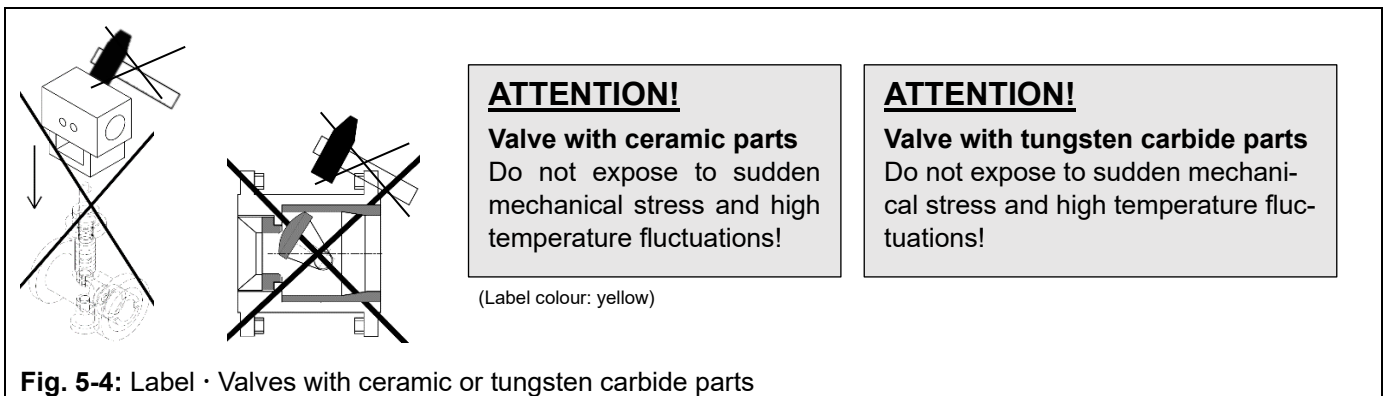 ATTENTION!
Valve with ceramic parts
Do not expose to sudden
mechanical stress and high
temperature fluctuations!
(Label colour: yellow)
ATTENTION!
Valve with tungsten carbide parts
Do not expose to sudden mechani-
cal stress and high temperature fluc-
tuations!
Fig. 5-4: Label · Valves with ceramic or tungsten carbide parts